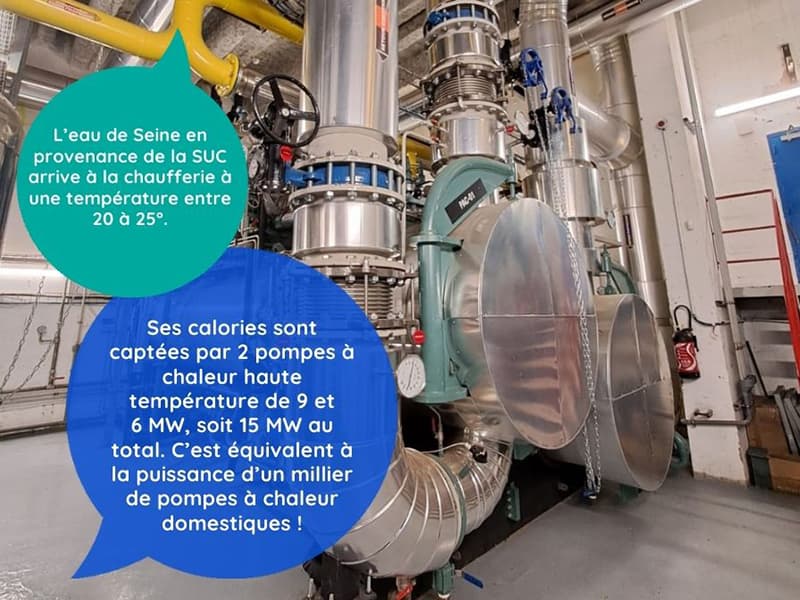 L'eau de Seine en
provenance de la SUC
arrive à la chaufferie à
une température entre
20 à 25°.
PAC-01
Ses calories sont
captées par 2 pompes à
chaleur haute
température de 9 et
6 MW, soit 15 MW au
total. C'est équivalent à
la puissance d'un millier
de pompes à chaleur
domestiques !